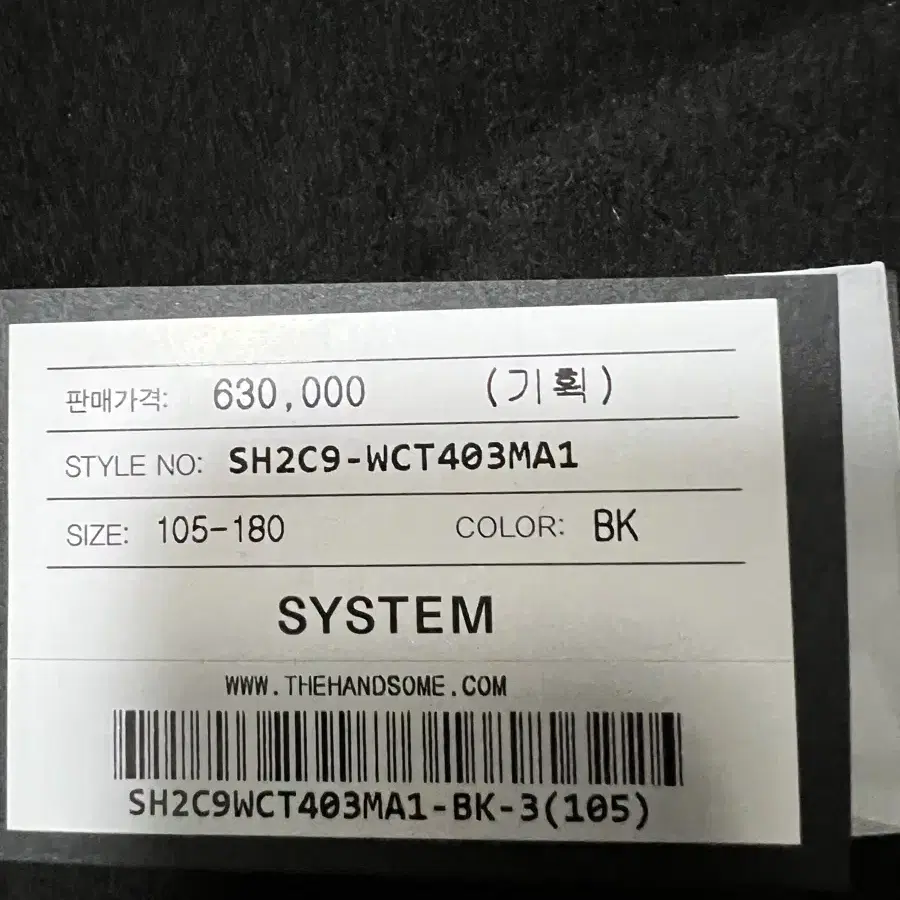 판매가격: 630,000 (기획)
STYLE NO: SH2C9-WCT403MA1
SIZE: 105-180 COLOR: BK
SYSTEM
WWW.THEHANDSOME.COM
SH2C9WCT403MA1-BK-3(105)